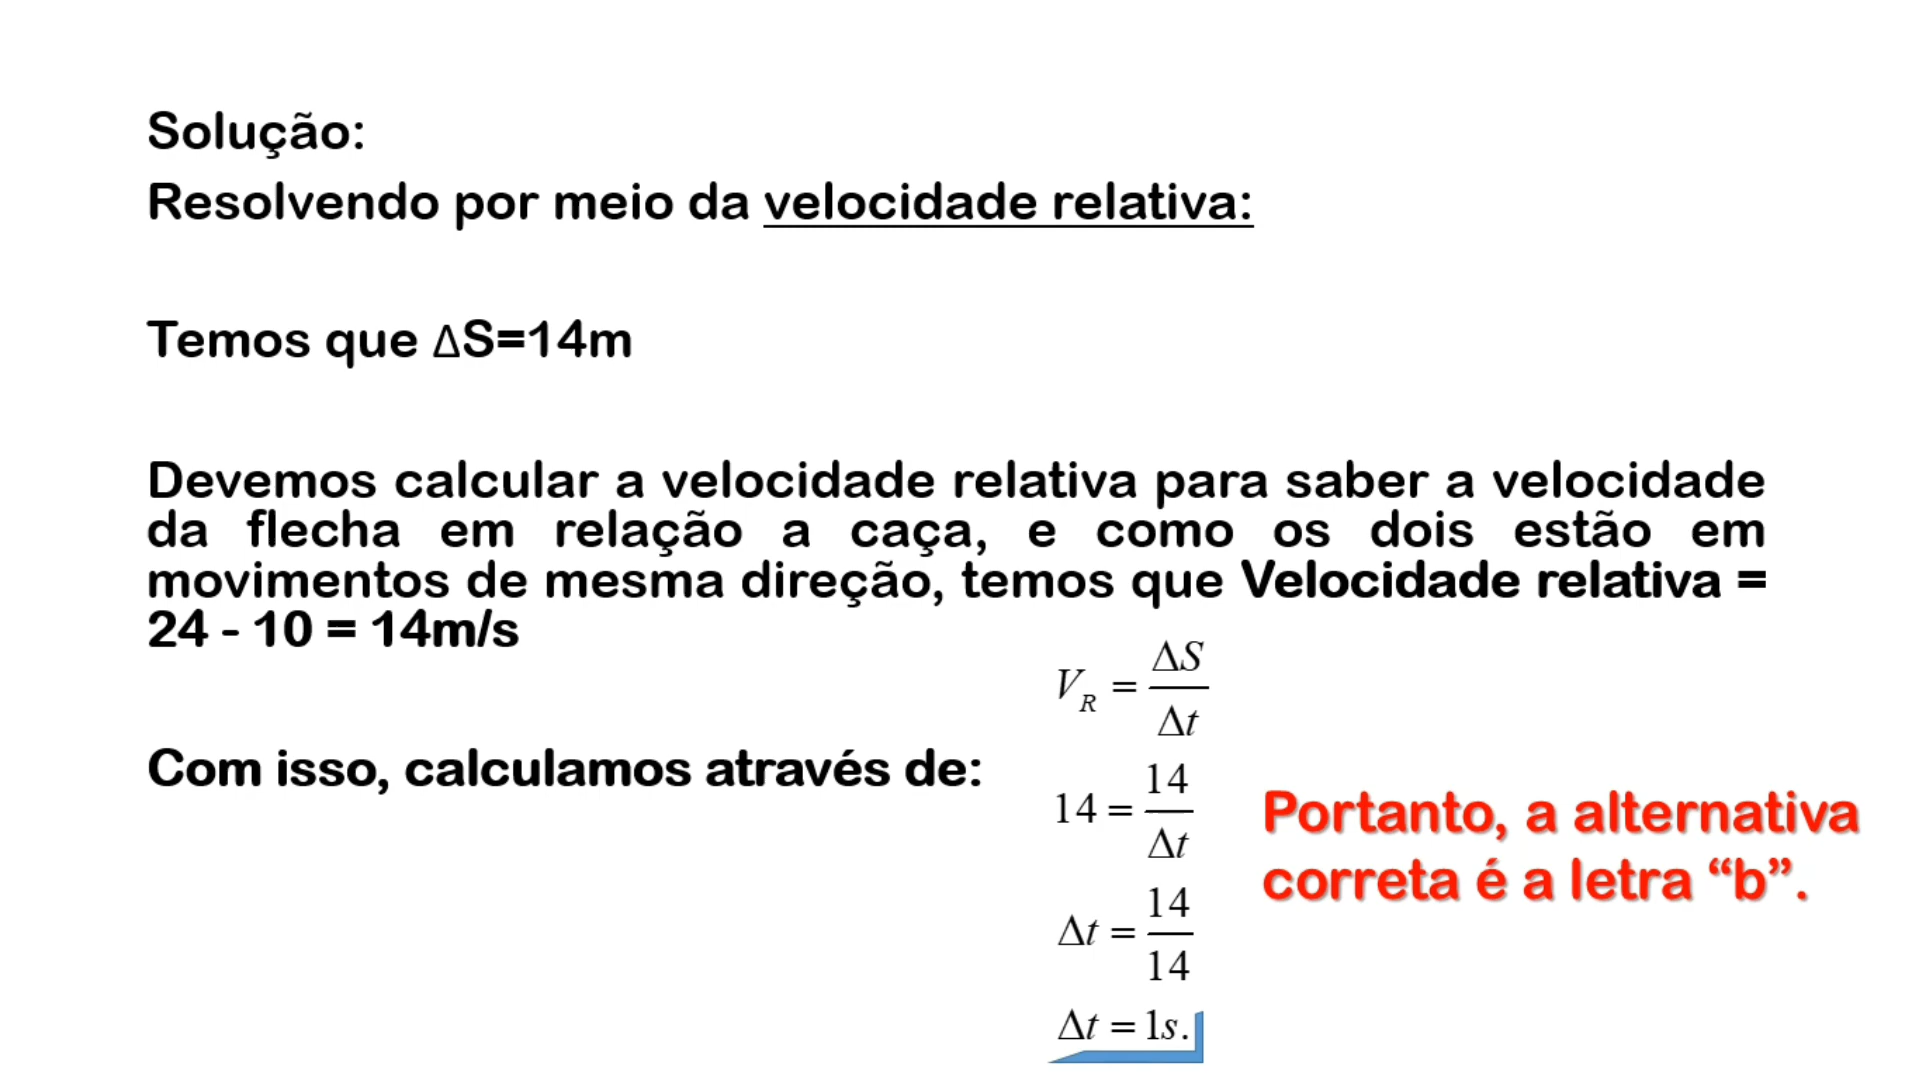 Solução:
Resolvendo por meio da velocidade relativa:
Temos que ∆S=14m
Devemos calcular a velocidade relativa para saber a velocidade
da flecha em relação a caça, e como os dois estão em
movimentos de mesma direção, temos que Velocidade relativa =
24 - 10 = 14m/s
Com isso, calculamos através de:
V_R = ΔS/Δt
14 = 14/Δt
Δt = 14/14
Δt = 1s.
Portanto, a alternativa
correta é a letra “b”.